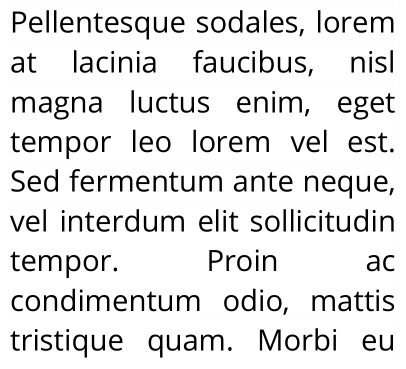 Pellentesque sodales, lorem
at lacinia faucibus, nisl
magna luctus enim, eget
tempor leo lorem vel est.
Sed fermentum ante neque,
vel interdum elit sollicitudin
tempor. Proin ac
condimentum odio, mattis
tristique quam. Morbi eu